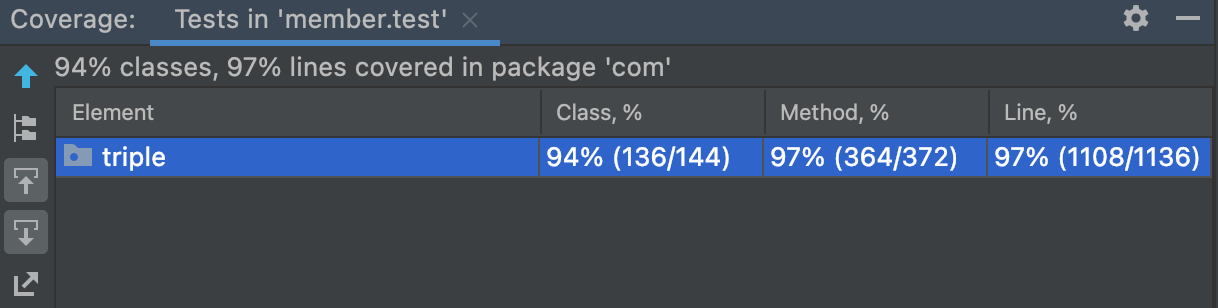 Coverage: Tests in 'member.test'
94% classes, 97% lines covered in package 'com'
Element Class, % Method, % Line, %
triple 94% (136/144) 97% (364/372) 97% (1108/1136)